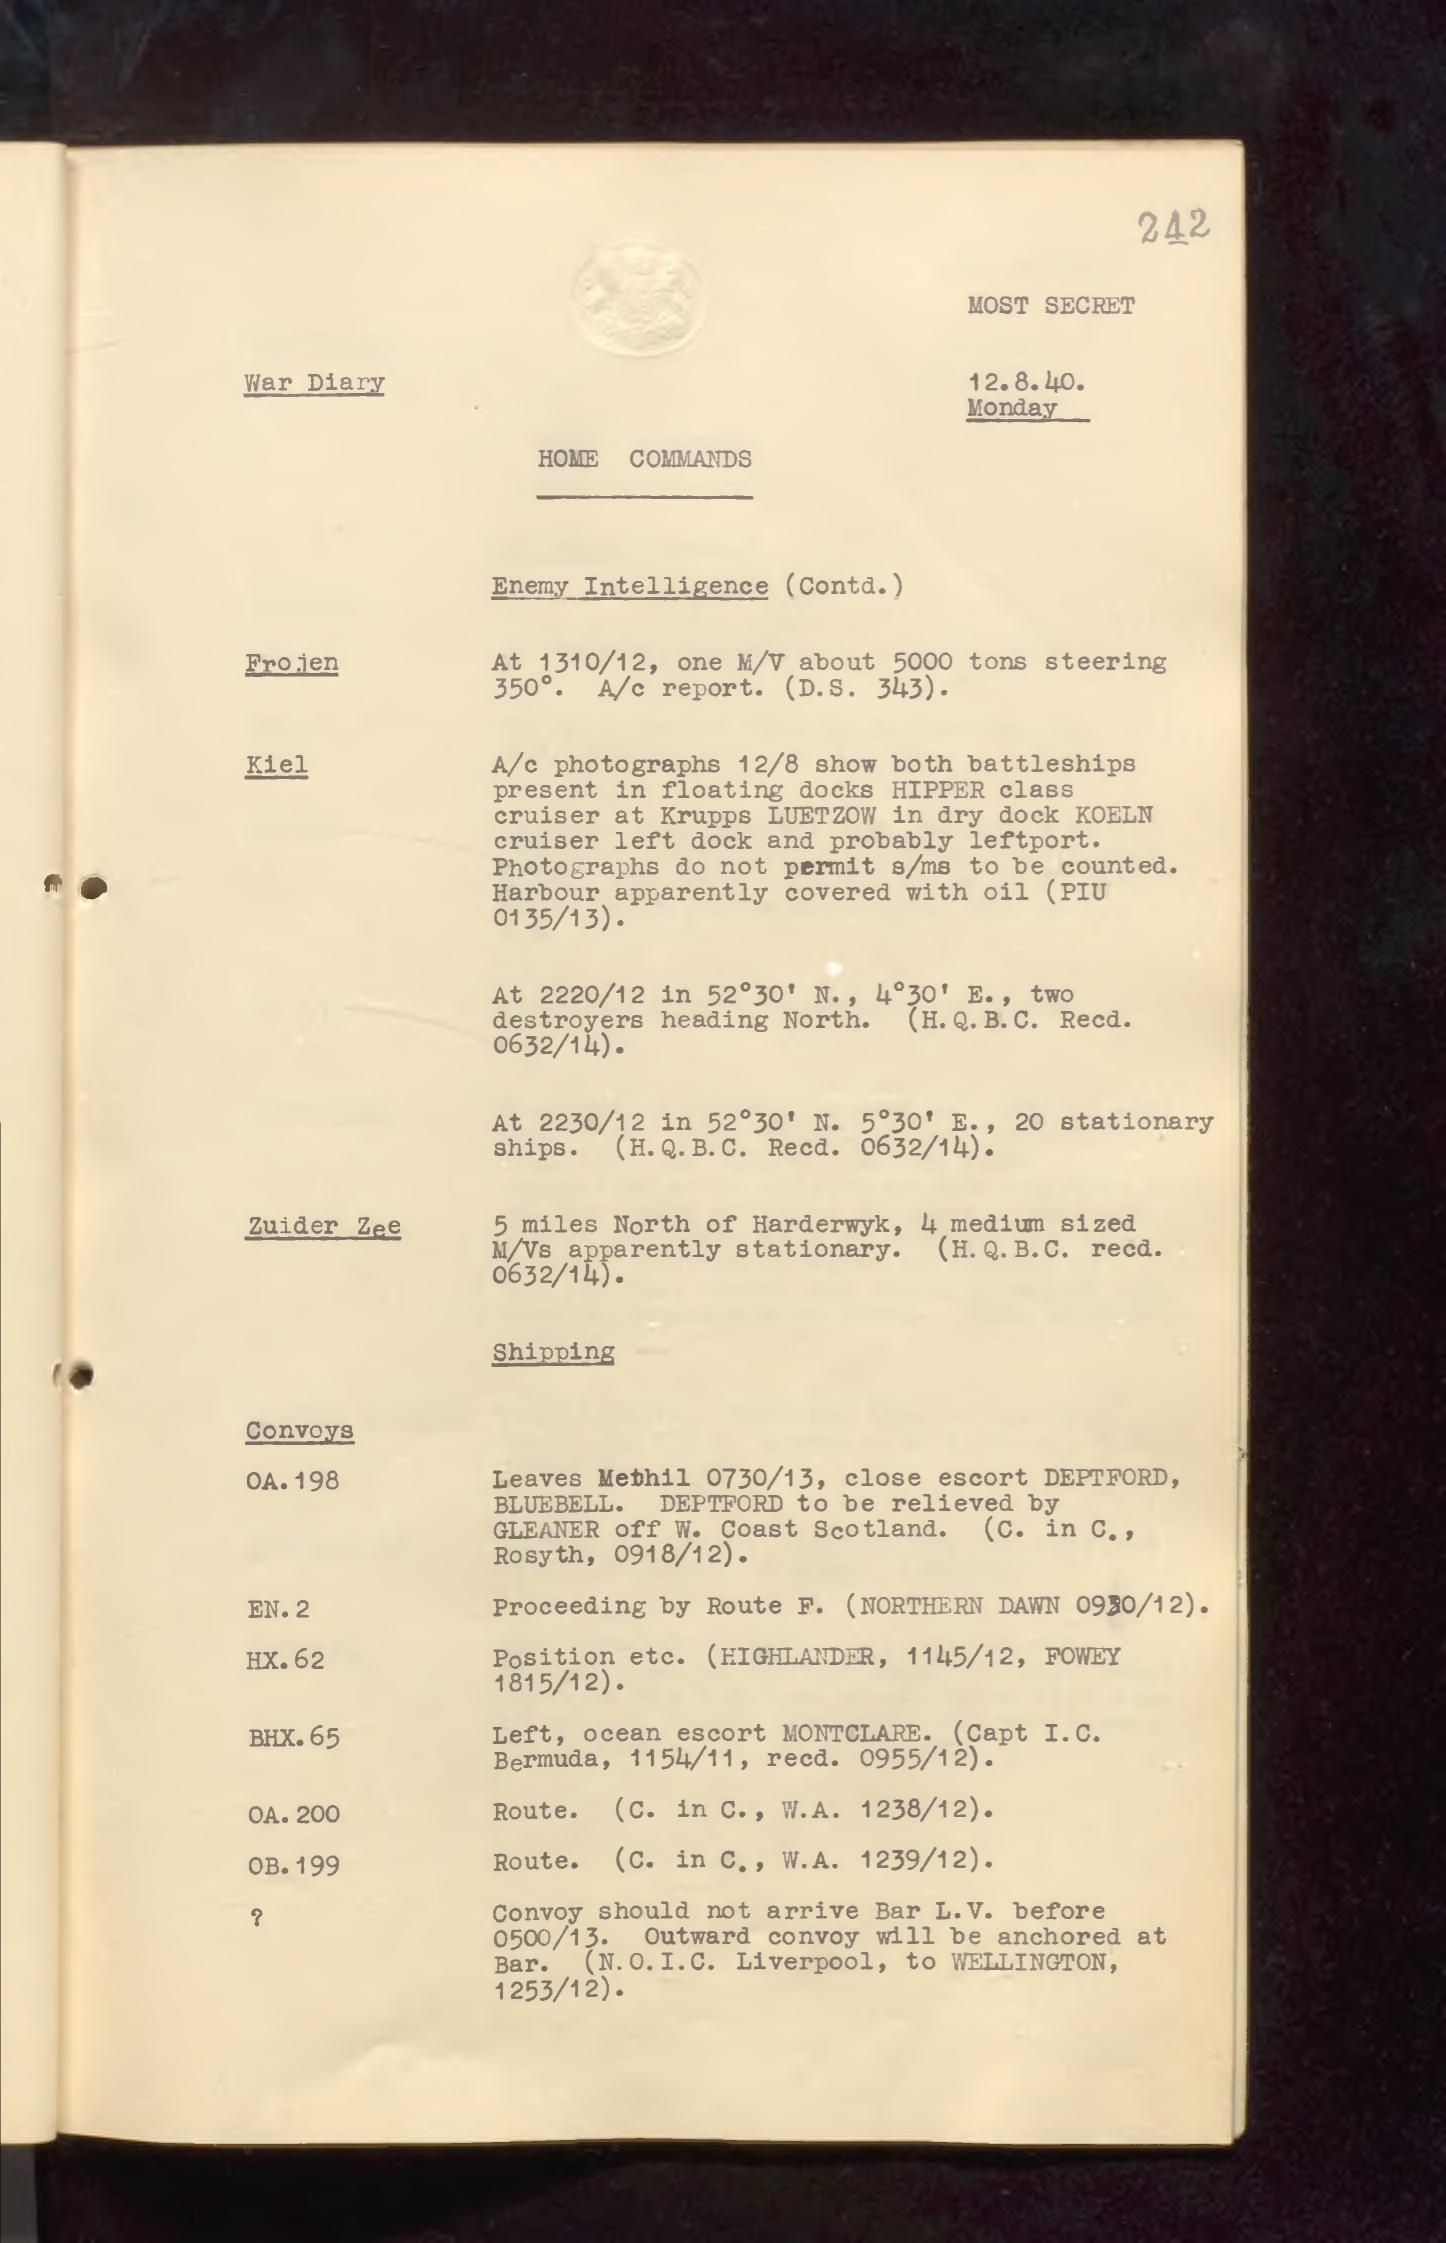 242
MOST SECRET
War Diary
12.8.40.
Monday
HOME COMMANDS
Enemy Intelligence (Contd.)
Frojen
At 1310/12, one M/V about 5000 tons steering
350°. A/c report. (D.S. 343).
Kiel
A/c photographs 12/8 show both battleships
present in floating docks HIPPER class
cruiser at Krupps LUETZOW in dry dock KOELN
cruiser left dock and probably leftport.
Photographs do not permit s/ms to be counted.
Harbour apparently covered with oil (PIU
0135/13).
At 2220/12 in 52°30' N., 4°30' E., two
destroyers heading North. (H.Q.B.C. Recd.
0632/14).
At 2230/12 in 52°30' N. 5°30' E., 20 stationary
ships. (H.Q.B.C. Recd. 0632/14).
Zuider Zee
5 miles North of Harderwyk, 4 medium sized
M/Vs apparently stationary. (H.Q.B.C. recd.
0632/14).
Shipping
Convoys
OA.198
Leaves Methil 0730/13, close escort DEPTFORD,
BLUEBELL. DEPTFORD to be relieved by
GLEANER off W. Coast Scotland. (C. in C.,
Rosyth, 0918/12).
EN.2
Proceeding by Route F. (NORTHERN DAWN 0930/12).
HX.62
Position etc. (HIGHLANDER, 1145/12, FOWEY
1815/12).
BHX.65
Left, ocean escort MONTCLARE. (Capt I.C.
Bermuda, 1154/11, recd. 0955/12).
OA.200
Route. (C. in C., W.A. 1238/12).
OB.199
Route. (C. in C., W.A. 1239/12).
?
Convoy should not arrive Bar L.V. before
0500/13. Outward convoy will be anchored at
Bar. (N.O.I.C. Liverpool, to WELLINGTON,
1253/12).